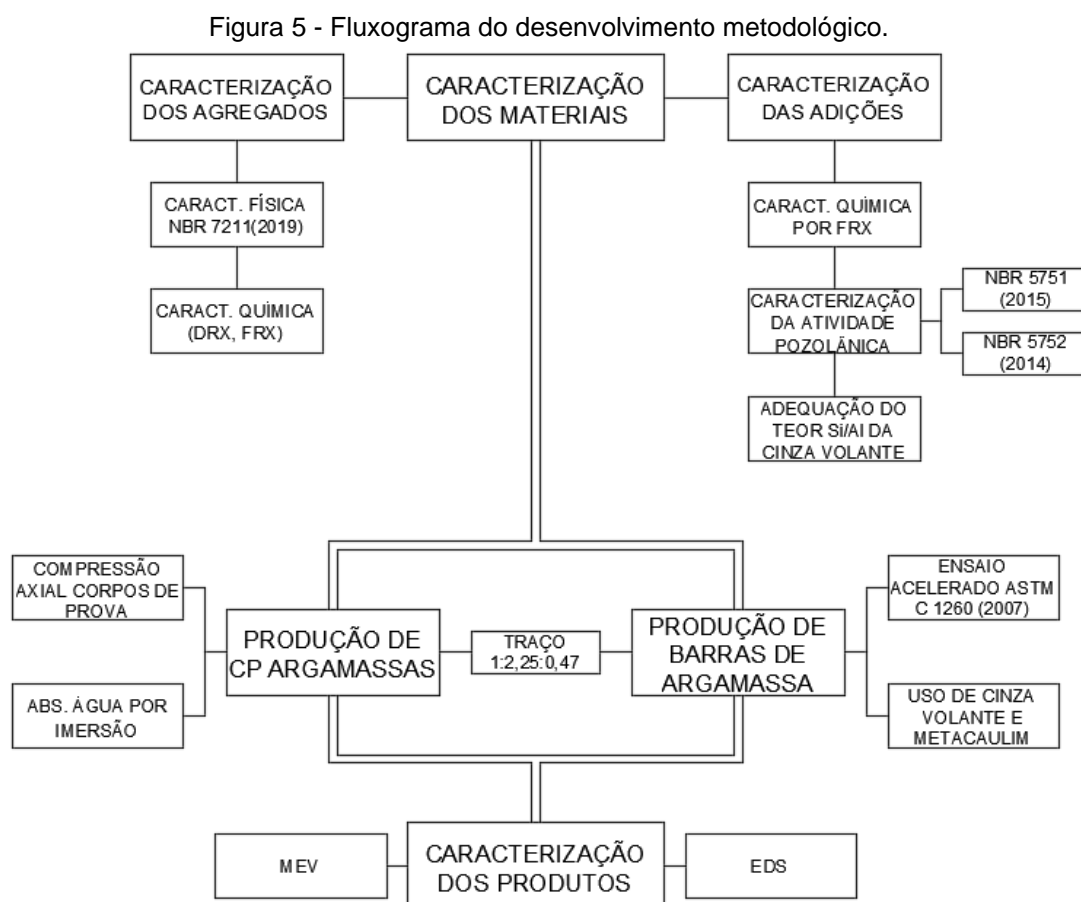 Figura 5 - Fluxograma do desenvolvimento metodológico.
CARACTERIZAÇÃO
DOS AGREGADOS
CARACTERIZAÇÃO
DOS MATERIAIS
CARACTERIZAÇÃO
DAS ADIÇÕES
CARACT. FÍSICA
NBR 7211(2019)
CARACT. QUÌMICA
POR FRX
CARACT. QUÌMICA
(DRX, FRX)
CARACTERIZAÇÃO
DA ATIVIDADE
POZOLÂNICA
NBR 5751
(2015)
NBR 5752
(2014)
ADEQUAÇÃO DO
TEOR Si/Al DA
CINZA VOLANTE
COMPRESSÃO
AXIAL CORPOS DE
PROVA
ABS. ÁGUA POR
IMERSÃO
PRODUÇÃO DE
CP ARGAMASSAS
TRAÇO
1:2,25:0,47
PRODUÇÃO DE
BARRAS DE
ARGAMASSA
ENSAIO
ACELERADO ASTM
C 1260 (2007)
USO DE CINZA
VOLANTE E
METACAULIM
MEV
CARACTERIZAÇÃO
DOS PRODUTOS
EDS